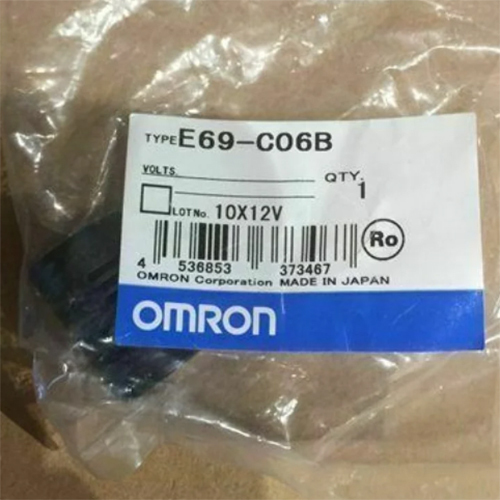 TYPE E69-C06B
VOLTS.
QTY.
1
LOT No. 10X12V
Ro
4 536853 373467
OMRON Corporation MADE IN JAPAN
OMRON